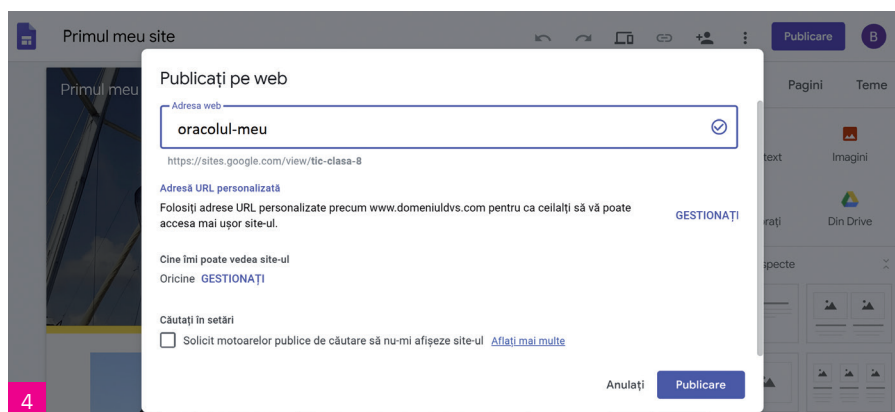 Primul meu site
Publicare
B
Primul meu
Pagini Teme
Publicați pe web
Adresa web
oracolul-meu
https://sites.google.com/view/tic-clasa-8
text
Imagini
Adresă URL personalizată
Folosiți adrese URL personalizate precum www.domeniuldvs.com pentru ca ceilalți să vă poate
accesa mai ușor site-ul.
GESTIONAȚI
rați
Din Drive
Cine îmi poate vedea site-ul
Oricine GESTIONAȚI
specte
Căutați în setări
Solicit motoarelor publice de căutare să nu-mi afișeze site-ul Aflați mai multe
Anulați
Publicare
4